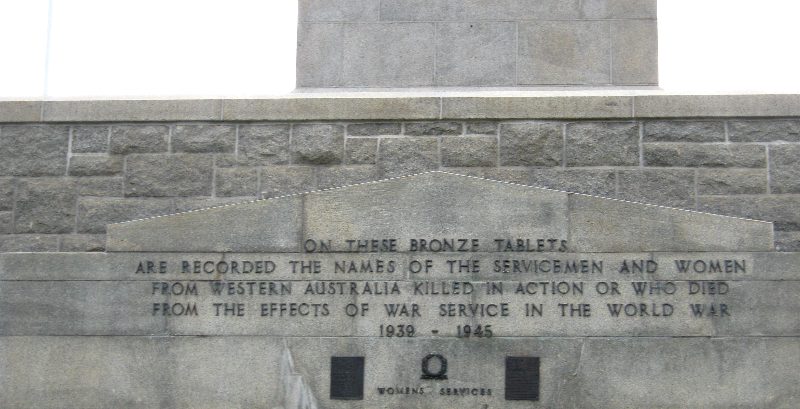 ON THESE BRONZE TABLETS
ARE RECORDED THE NAMES OF THE SERVICEMEN AND WOMEN
FROM WESTERN AUSTRALIA KILLED IN ACTION OR WHO DIED
FROM THE EFFECTS OF WAR SERVICE IN THE WORLD WAR
1939 - 1945
WOMENS SERVICES